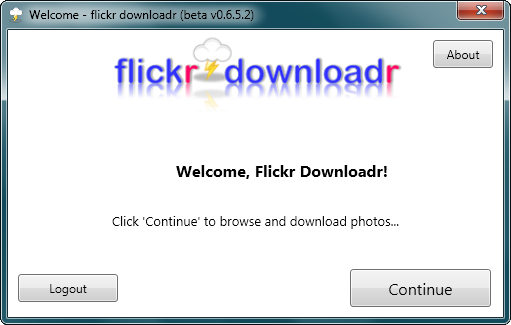 Welcome - flickr downloadr (beta v0.6.5.2)
flickr downloadr
About
Welcome, Flickr Downloadr!
Click 'Continue' to browse and download photos...
Logout
Continue